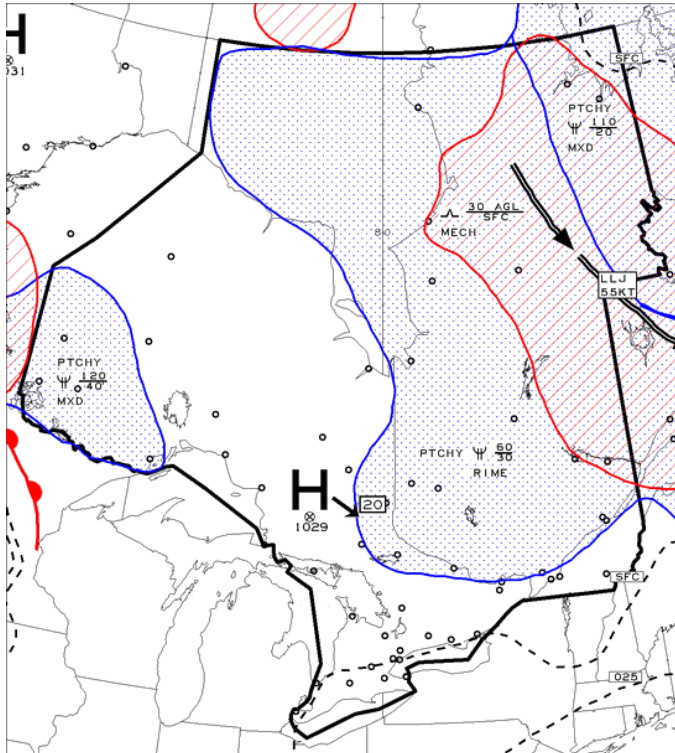 H
031
SFC
PTCHY
110
20
MXD
30 AGL
SFC
MECH
80
LLJ
55KT
PTCHY
120
40
MXD
PTCHY 60
30
RIME
H
20
1029
SFC
025